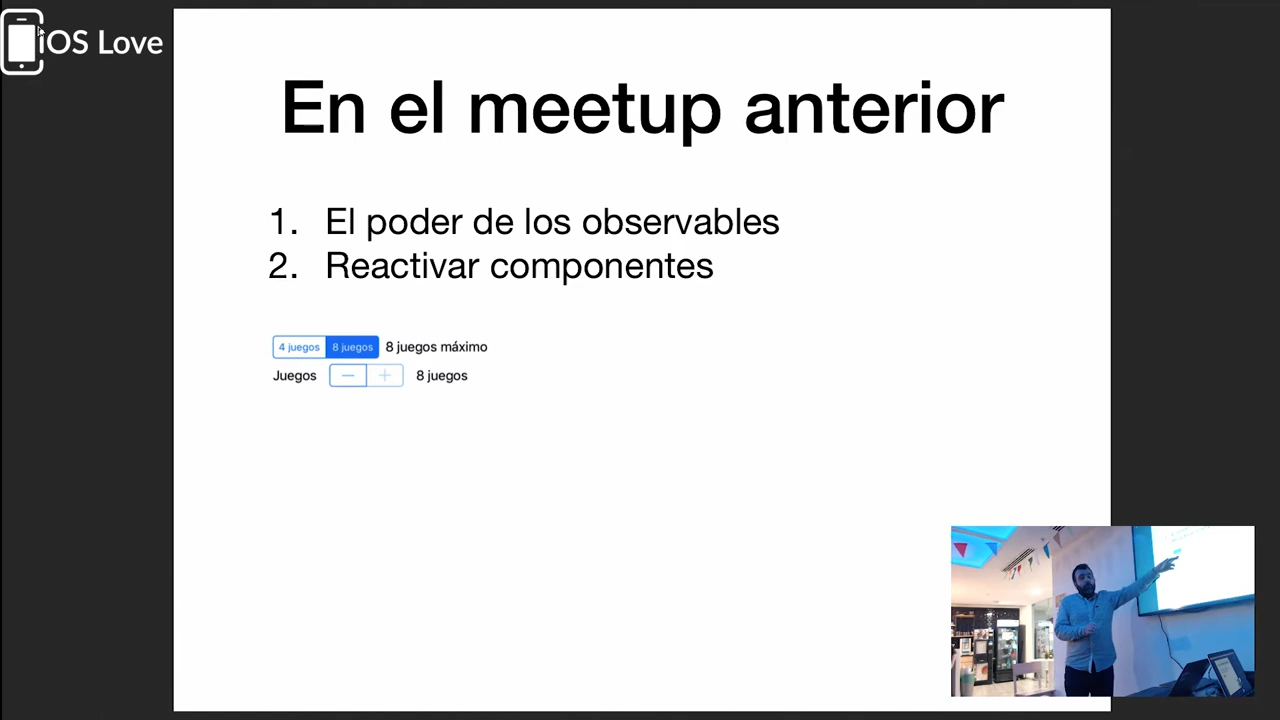 iOS Love
En el meetup anterior
1. El poder de los observables
2. Reactivar componentes
4 juegos 8 juegos 8 juegos máximo
Juegos − + 8 juegos